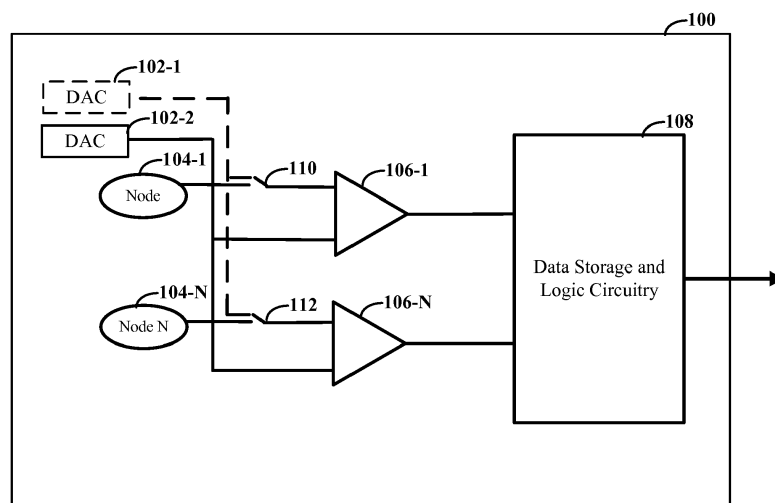 100
102-1
DAC
102-2
DAC
108
104-1
110
106-1
Node
Data Storage and
Logic Circuitry
104-N
112
106-N
Node N